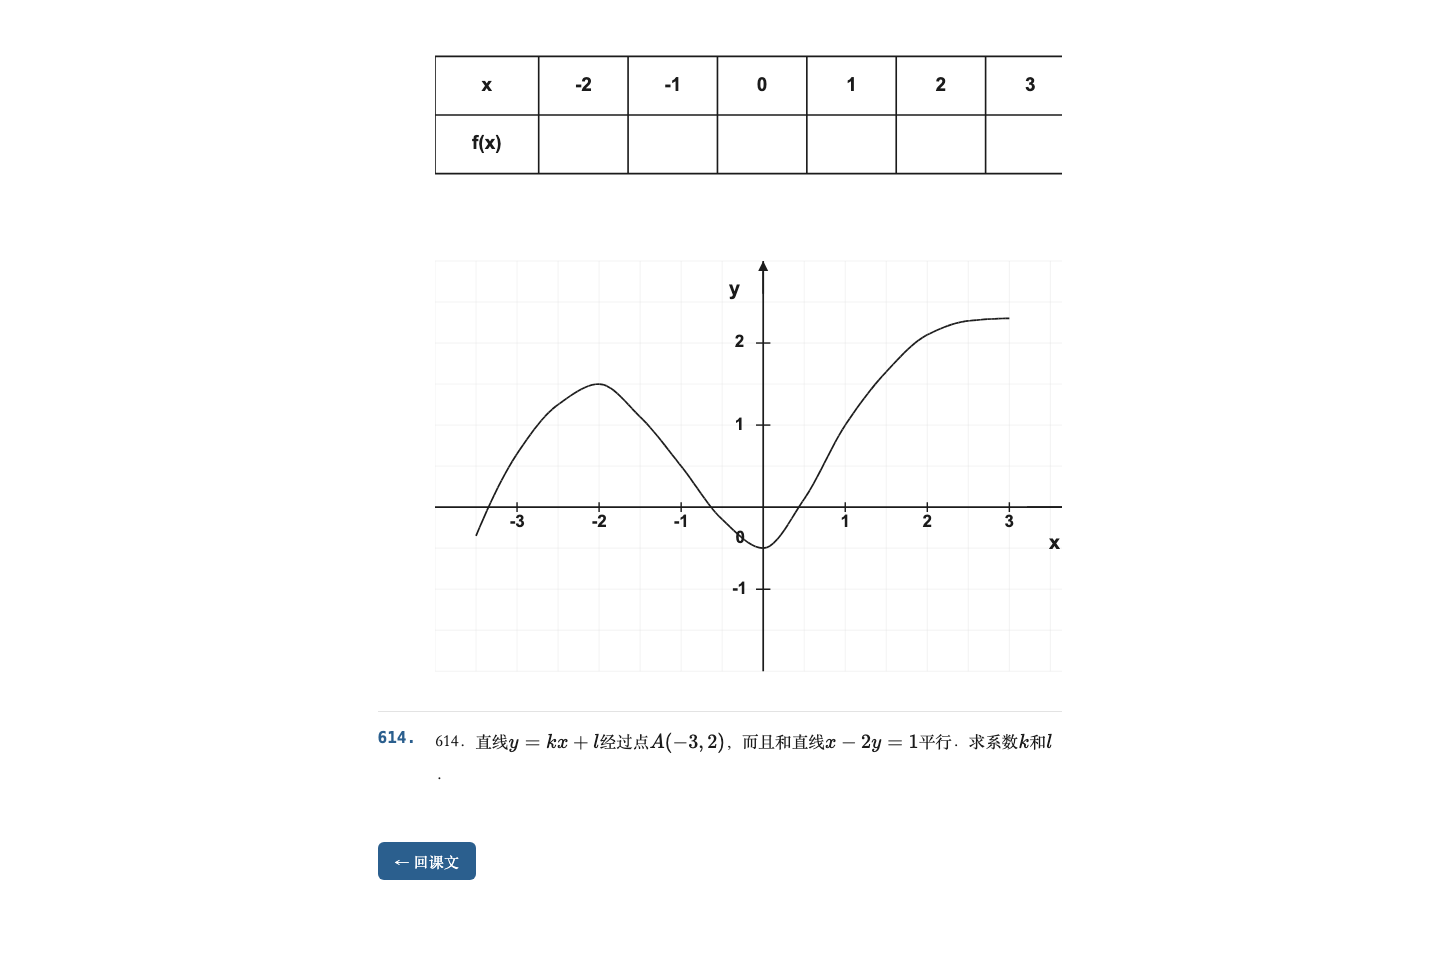 x -2 -1 0 1 2 3
f(x)
y
2
1
-3 -2 -1 1 2 3
0
x
-1
614. 614. 直线y = kx + l经过点A(−3, 2), 而且和直线x − 2y = 1平行. 求系数k和l
.
← 回课文